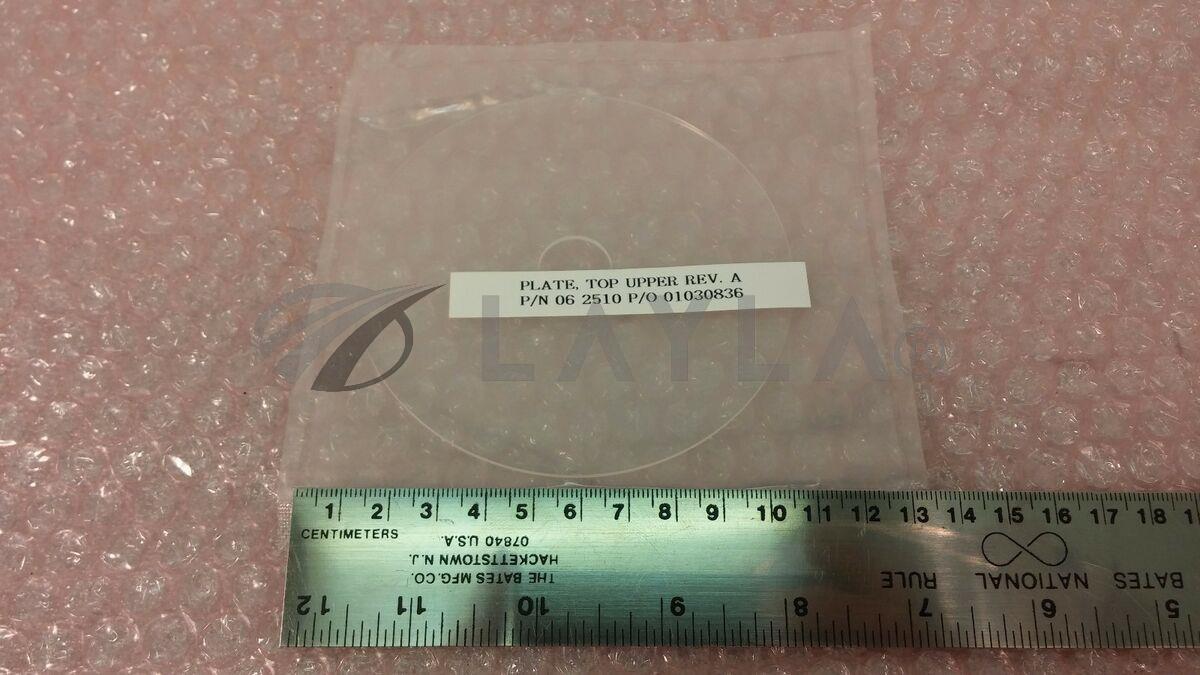 PLATE, TOP UPPER REV. A
P/N 06 2510 P/O 01030836
LAYLA
1 2 3 4 5 6 7 8 9 10 11 12 13 14 15 16 17 18 1
CENTIMETERS
07840 U.S.A.
HACKETTSTOWN N.J.
THE BATES MFG.CO.
BATES NATIONAL RULE
12 11 10 9 8 7 6 5